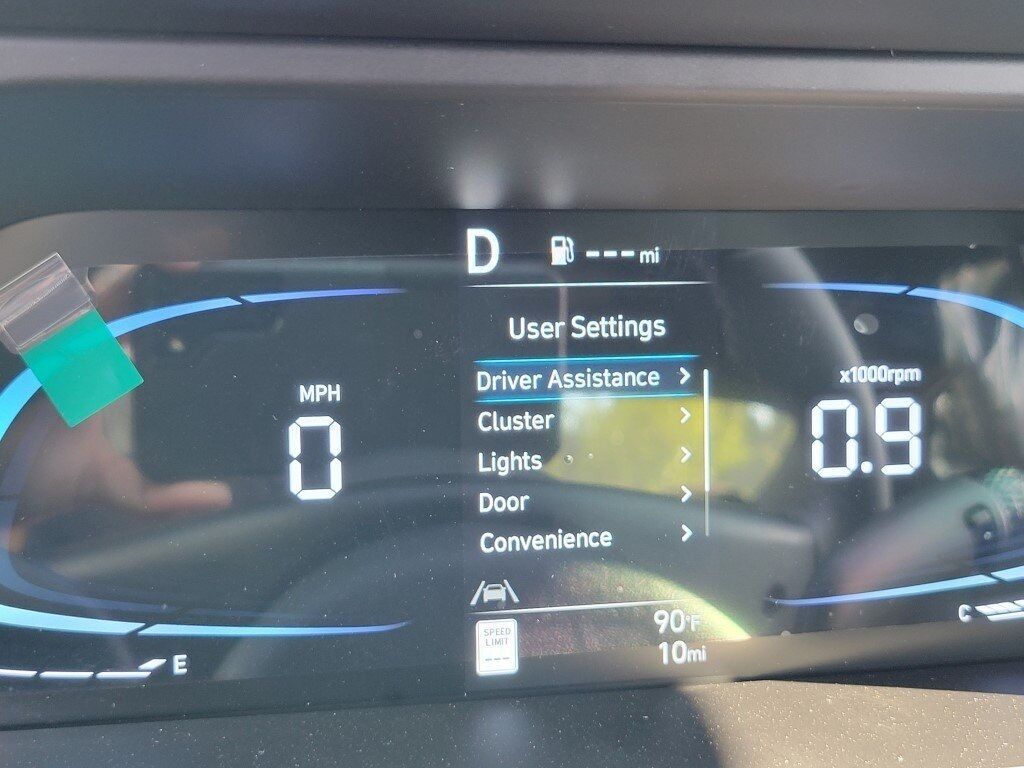 D --- mi
User Settings
Driver Assistance >
Cluster >
Lights >
Door >
Convenience >
MPH
0
x1000rpm
0.9
E
C
SPEED
LIMIT
---
90°F
10mi